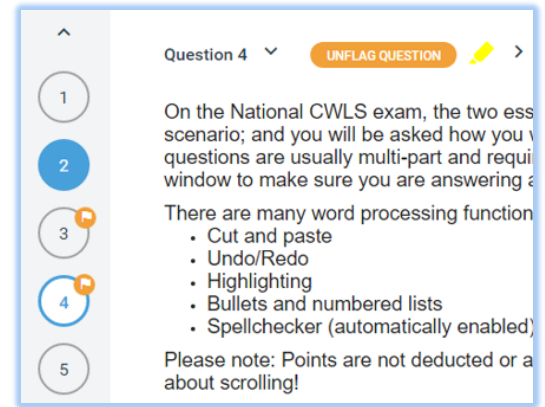 1
2
3
4
5
Question 4
UNFLAG QUESTION
On the National CWLS exam, the two ess
scenario; and you will be asked how you
questions are usually multi-part and requi
window to make sure you are answering a
There are many word processing function
• Cut and paste
• Undo/Redo
• Highlighting
• Bullets and numbered lists
• Spellchecker (automatically enabled)
Please note: Points are not deducted or a
about scrolling!